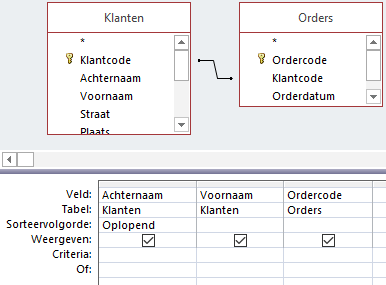 Klanten
*
Klantcode
Achternaam
Voornaam
Straat
Plaats
Orders
*
Ordercode
Klantcode
Orderdatum
Veld: Achternaam Voornaam Ordercode
Tabel: Klanten Klanten Orders
Sorteervolgorde: Oplopend
Weergeven:
Criteria:
Of: